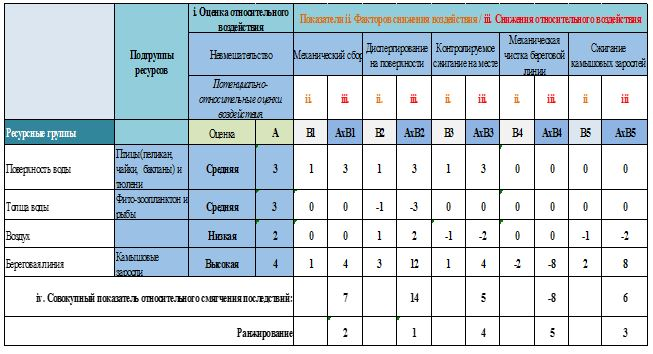 i. Оценка относительного воздействия
Показатели ii. Факторов снижения воздействия / iii. Снижения относительного воздействия
Подгруппы ресурсов
Невмешательство
Механический сбор
Диспергирование на поверхности
Контролируемое сжигание на месте
Механическая чистка береговой линии
Сжигание камышовых зарослей
Потенциально-относительные оценки воздействия
ii. iii. ii. iii. ii. iii. ii. iii. ii iii
Ресурсные группы Оценка A B1 AxB1 B2 AxB2 B3 AxB3 B4 AxB4 B5 AxB5
Поверхность воды Птицы(пеликан, чайки, бакланы) и тюлени Средняя 3 1 3 1 3 1 3 0 0 0 0
Толща воды Фито-зоопланктон и рыбы Средняя 3 0 0 -1 -3 0 0 0 0 0 0
Воздух Низкая 2 0 0 1 2 -1 -2 0 0 -1 -2
Береговая линия Камышовые заросли Высокая 4 1 4 3 12 1 4 -2 -8 2 8
iv. Совокупный показатель относительного смягчения последствий: 7 14 5 -8 6
Ранжирование 2 1 4 5 3